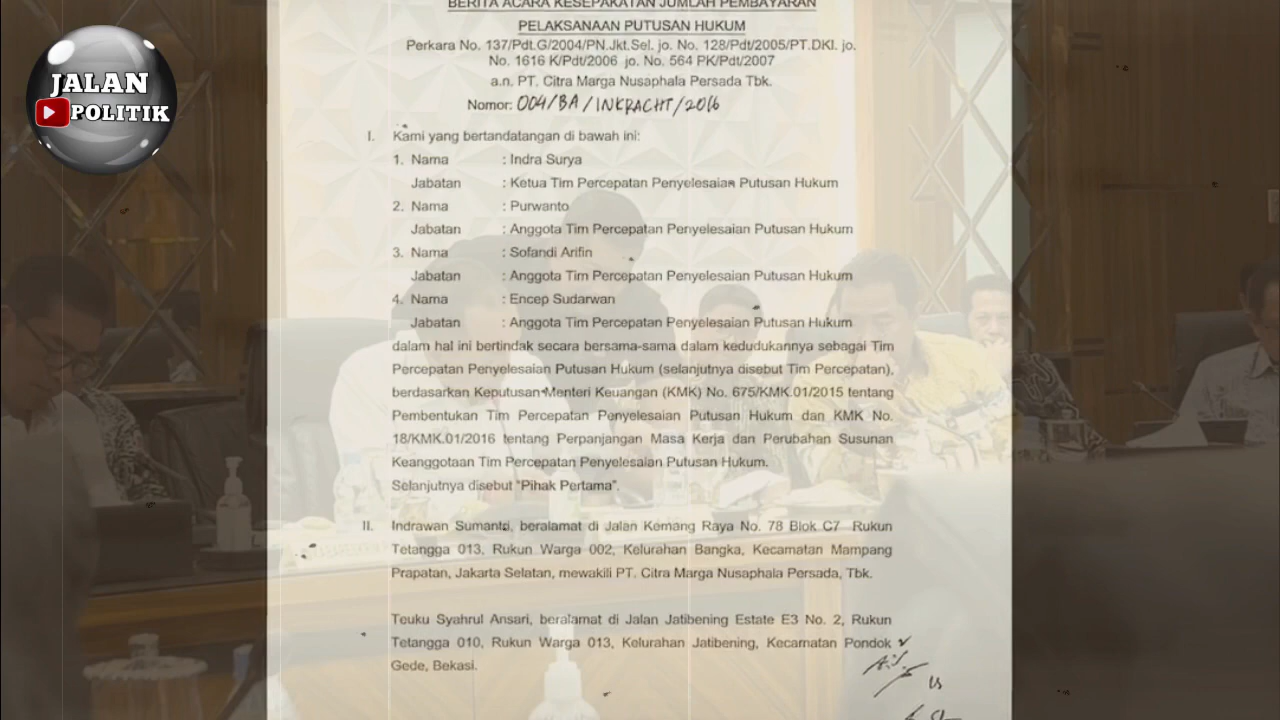 JALAN
POLITIK
BERITA ACARA KESEPAKATAN JUMLAH PEMBAYARAN
PELAKSANAAN PUTUSAN HUKUM
Perkara No. 137/Pdt.G/2004/PN.Jkt.Sel. jo. No. 128/Pdt/2005/PT.DKI. jo.
No. 1616 K/Pdt/2006 jo. No. 564 PK/Pdt/2007
a.n. PT. Citra Marga Nusaphala Persada Tbk.
Nomor: 004/BA/INKRACHT/2016
I. Kami yang bertandatangan di bawah ini:
1. Nama : Indra Surya
Jabatan : Ketua Tim Percepatan Penyelesaian Putusan Hukum
2. Nama : Purwanto
Jabatan : Anggota Tim Percepatan Penyelesaian Putusan Hukum
3. Nama : Sofandi Arifin
Jabatan : Anggota Tim Percepatan Penyelesaian Putusan Hukum
4. Nama : Encep Sudarwan
Jabatan : Anggota Tim Percepatan Penyelesaian Putusan Hukum
dalam hal ini bertindak secara bersama-sama dalam kedudukannya sebagai Tim
Percepatan Penyelesaian Putusan Hukum (selanjutnya disebut Tim Percepatan),
berdasarkan Keputusan Menteri Keuangan (KMK) No. 675/KMK.01/2015 tentang
Pembentukan Tim Percepatan Penyelesaian Putusan Hukum dan KMK No.
18/KMK.01/2016 tentang Perpanjangan Masa Kerja dan Perubahan Susunan
Keanggotaan Tim Percepatan Penyelesaian Putusan Hukum.
Selanjutnya disebut "Pihak Pertama".
II. Indrawan Sumantri, beralamat di Jalan Kemang Raya No. 78 Blok C7 Rukun
Tetangga 013, Rukun Warga 002, Kelurahan Bangka, Kecamatan Mampang
Prapatan, Jakarta Selatan, mewakili PT. Citra Marga Nusaphala Persada, Tbk.
Teuku Syahrul Ansari, beralamat di Jalan Jatibening Estate E3 No. 2, Rukun
Tetangga 010, Rukun Warga 013, Kelurahan Jatibening, Kecamatan Pondok
Gede, Bekasi.